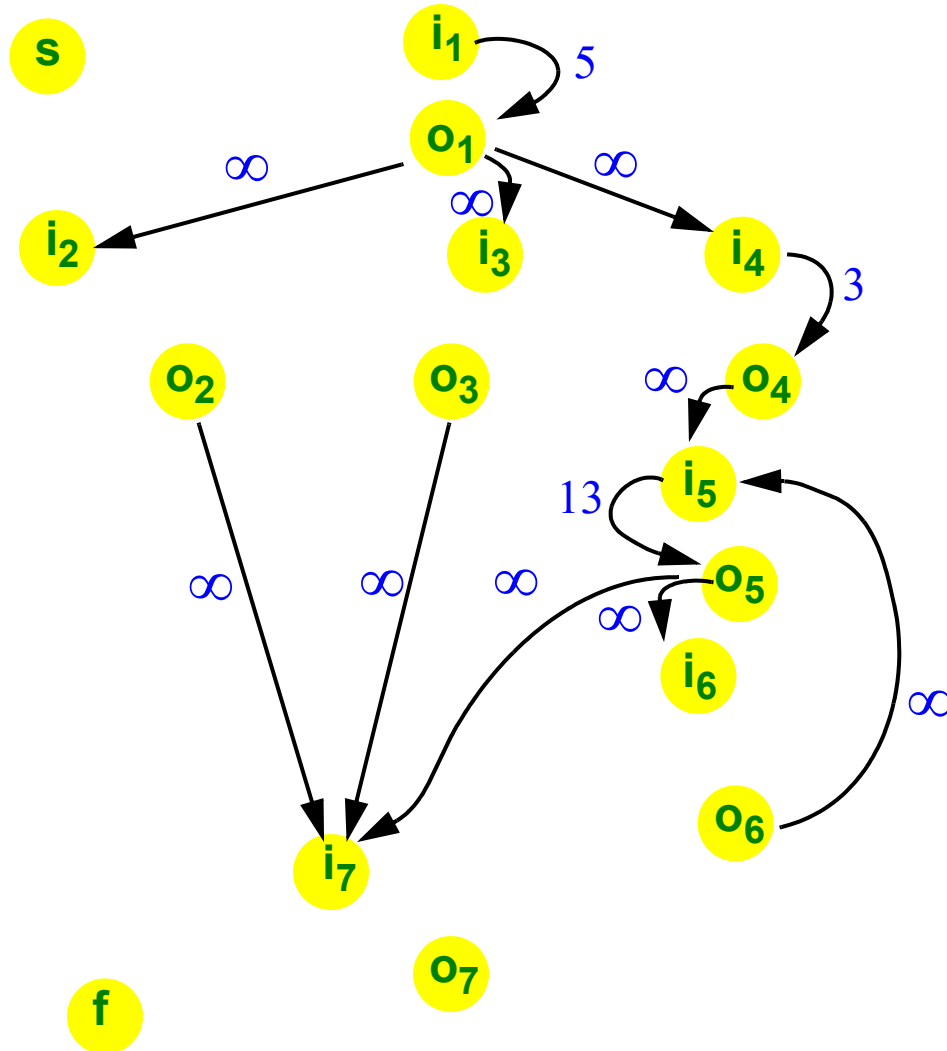 i1
s
5
o1
∞
∞
∞
i2
i3
i4
3
o2
o3
o4
∞
i5
13
∞
∞
∞
o5
∞
i6
∞
o6
i7
o7
f